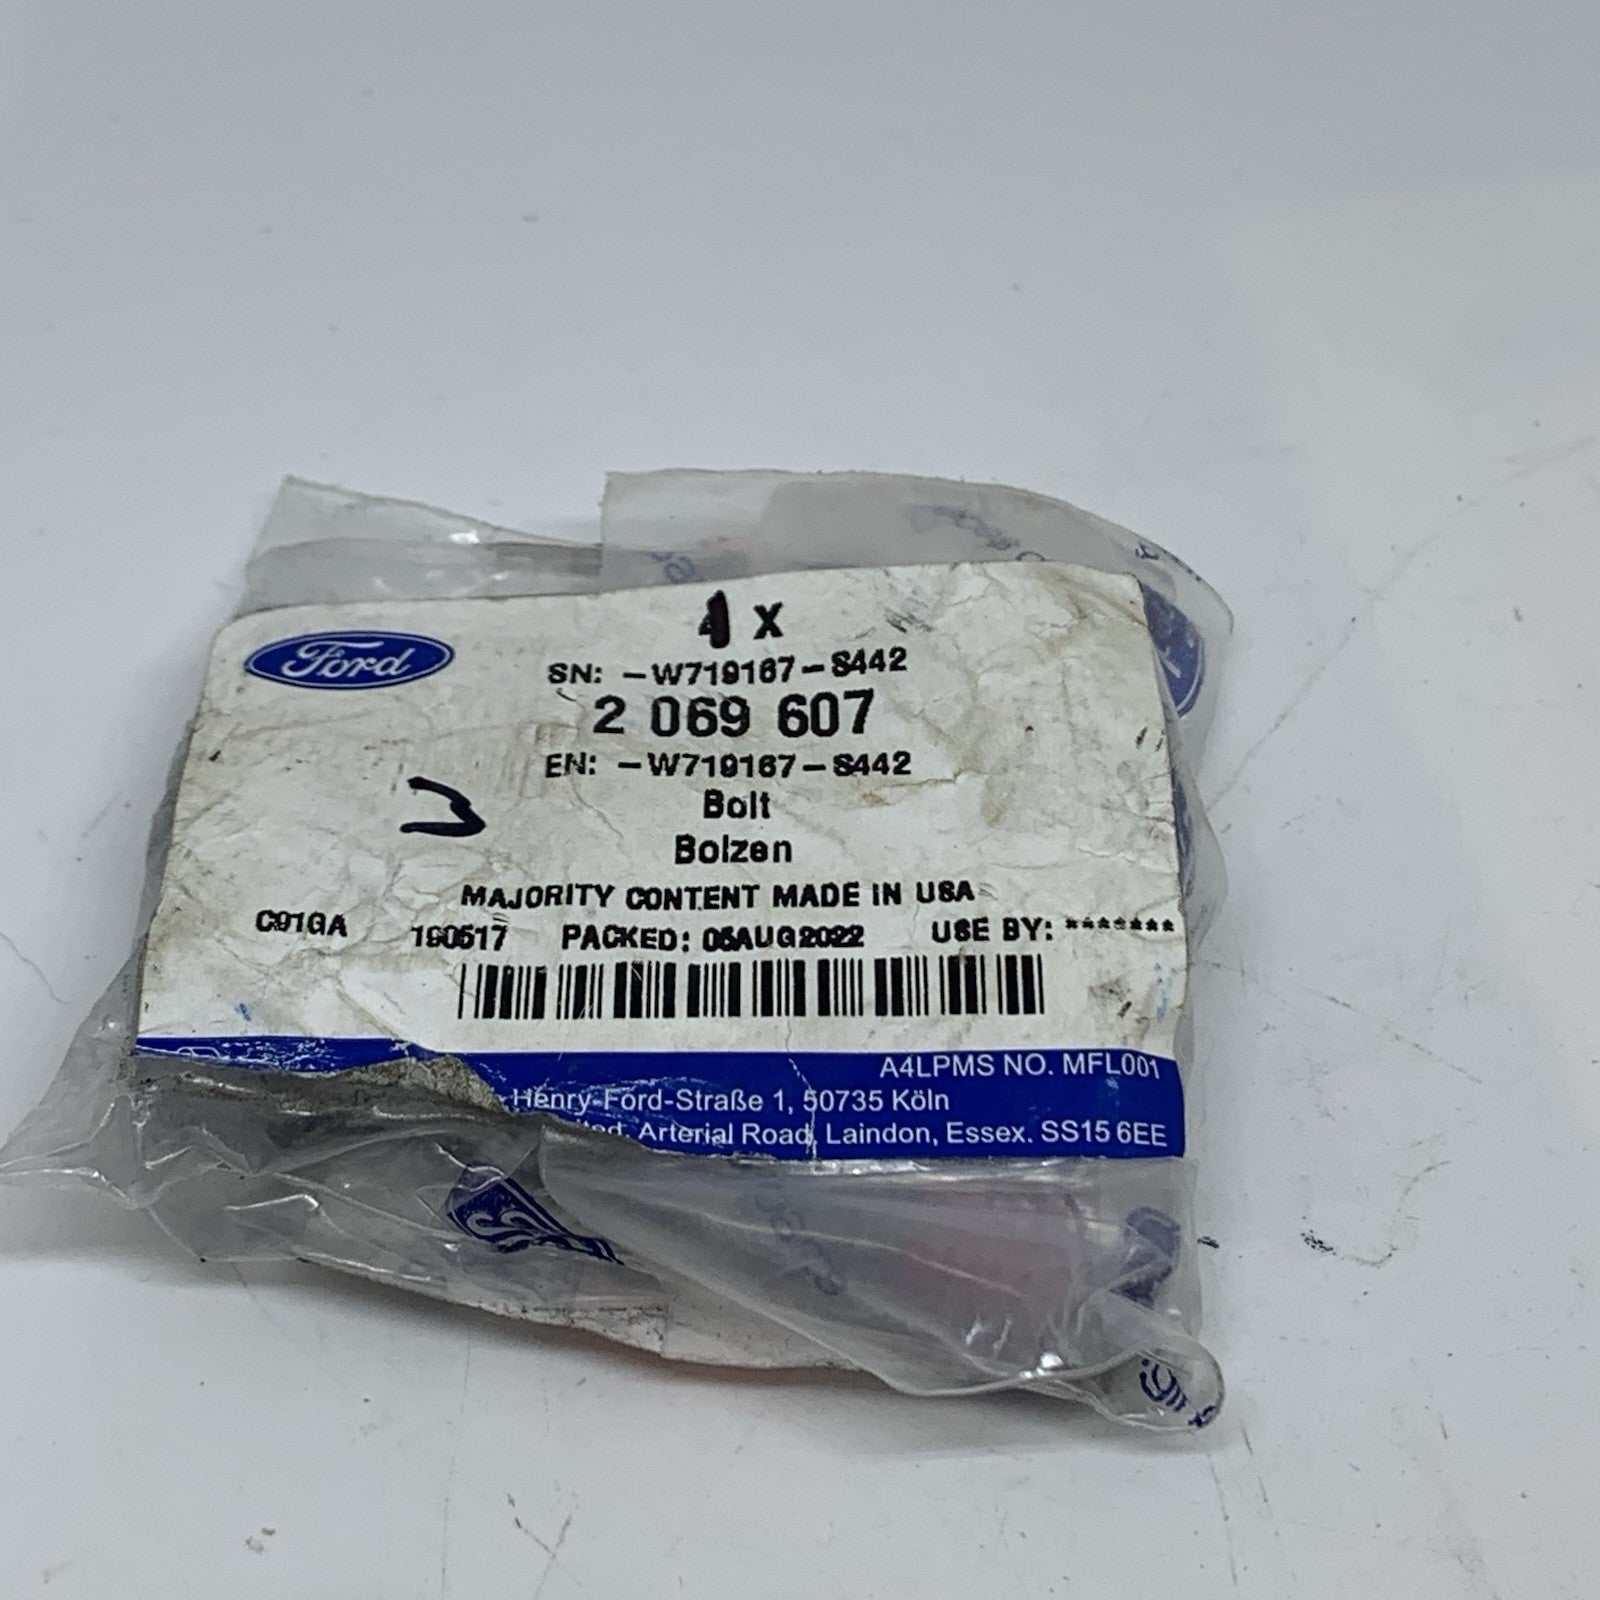 Ford
1 X
SN: -W719167-S442
2 069 607
EN: -W719167-S442
Bolt
Bolzen
MAJORITY CONTENT MADE IN USA
C91GA 190517 PACKED: 05AUG2022 USE BY: *******
A4LPMS NO. MFL001
Henry-Ford-Straße 1, 50735 Köln
Arterial Road, Laindon, Essex. SS15 6EE